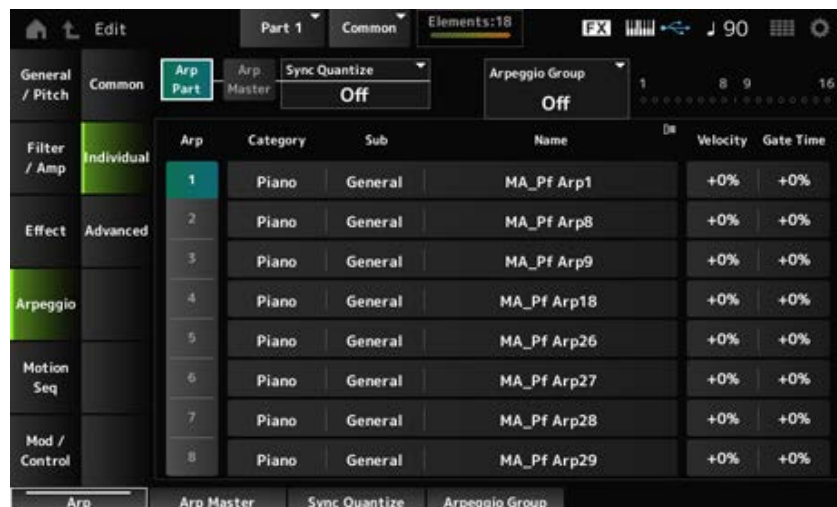 Edit Part 1 Common Elements:18 FX ♩ 90
General / Pitch
Common
Arp Part
Arp Master
Sync Quantize
Off
Arpeggio Group
Off
1 8 9 16
Filter / Amp
Individual
Arp Category Sub Name Velocity Gate Time
1 Piano General MA_Pf Arp1 +0% +0%
Effect
Advanced
2 Piano General MA_Pf Arp8 +0% +0%
3 Piano General MA_Pf Arp9 +0% +0%
Arpeggio
4 Piano General MA_Pf Arp18 +0% +0%
5 Piano General MA_Pf Arp26 +0% +0%
Motion Seq
6 Piano General MA_Pf Arp27 +0% +0%
7 Piano General MA_Pf Arp28 +0% +0%
Mod / Control
8 Piano General MA_Pf Arp29 +0% +0%
Arp Arp Master Sync Quantize Arpeggio Group